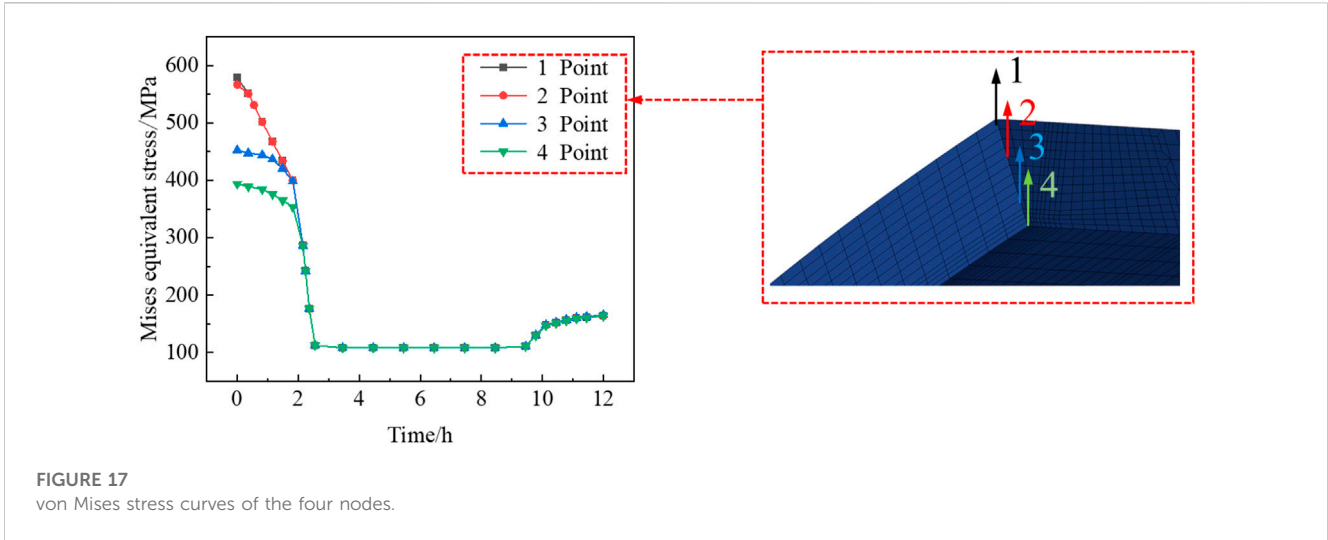 600
500
400
300
200
100
Mises equivalent stress/MPa
1 Point
2 Point
3 Point
4 Point
0 2 4 6 8 10 12
Time/h
1
2
3
4
FIGURE 17
von Mises stress curves of the four nodes.